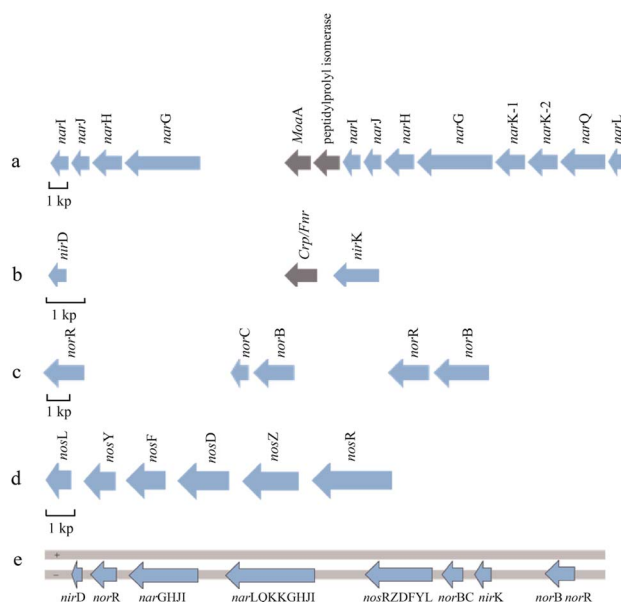 narI narJ narH narG MoaA peptidylprolyl isomerase narI narJ narH narG narK-1 narK-2 narQ narL
a
1 kp
nirD Crp/Fnr nirK
b
1 kp
norR norC norB norR norB
c
1 kp
nosL nosY nosF nosD nosZ nosR
d
1 kp
e
+
−
nirD norR narGHJI narLQKKGHJI nosRZDFYL norBC nirK norB norR